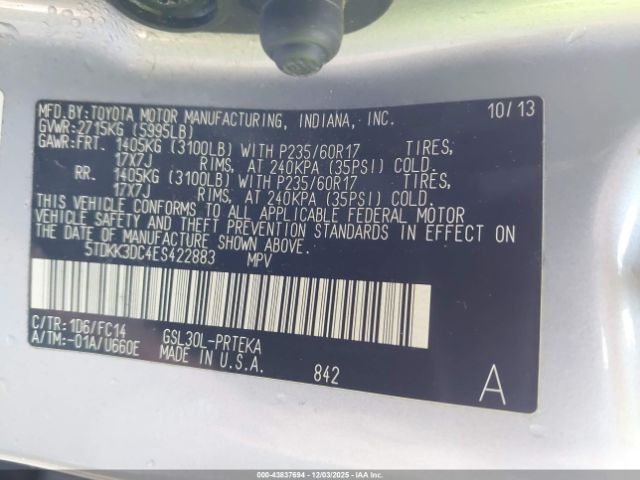 MFD.BY:TOYOTA MOTOR MANUFACTURING, INDIANA, INC. 10/13
GVWR:2715KG (5995LB)
GAWR:FRT. 1405KG (3100LB) WITH P235/60R17 TIRES,
17X7J RIMS, AT 240KPA (35PSI) COLD.
RR. 1405KG (3100LB) WITH P235/60R17 TIRES,
17X7J RIMS, AT 240KPA (35PSI) COLD.
THIS VEHICLE CONFORMS TO ALL APPLICABLE FEDERAL MOTOR
VEHICLE SAFETY AND THEFT PREVENTION STANDARDS IN EFFECT ON
THE DATE OF MANUFACTURE SHOWN ABOVE.
5TDKK3DC4ES422883 MPV
C/TR:1D6/FC14 GSL30L-PRTEKA
A/TM:-01A/U660E MADE IN U.S.A.
842
A
000-43837694 - 12/03/2025 - IAAI.COM